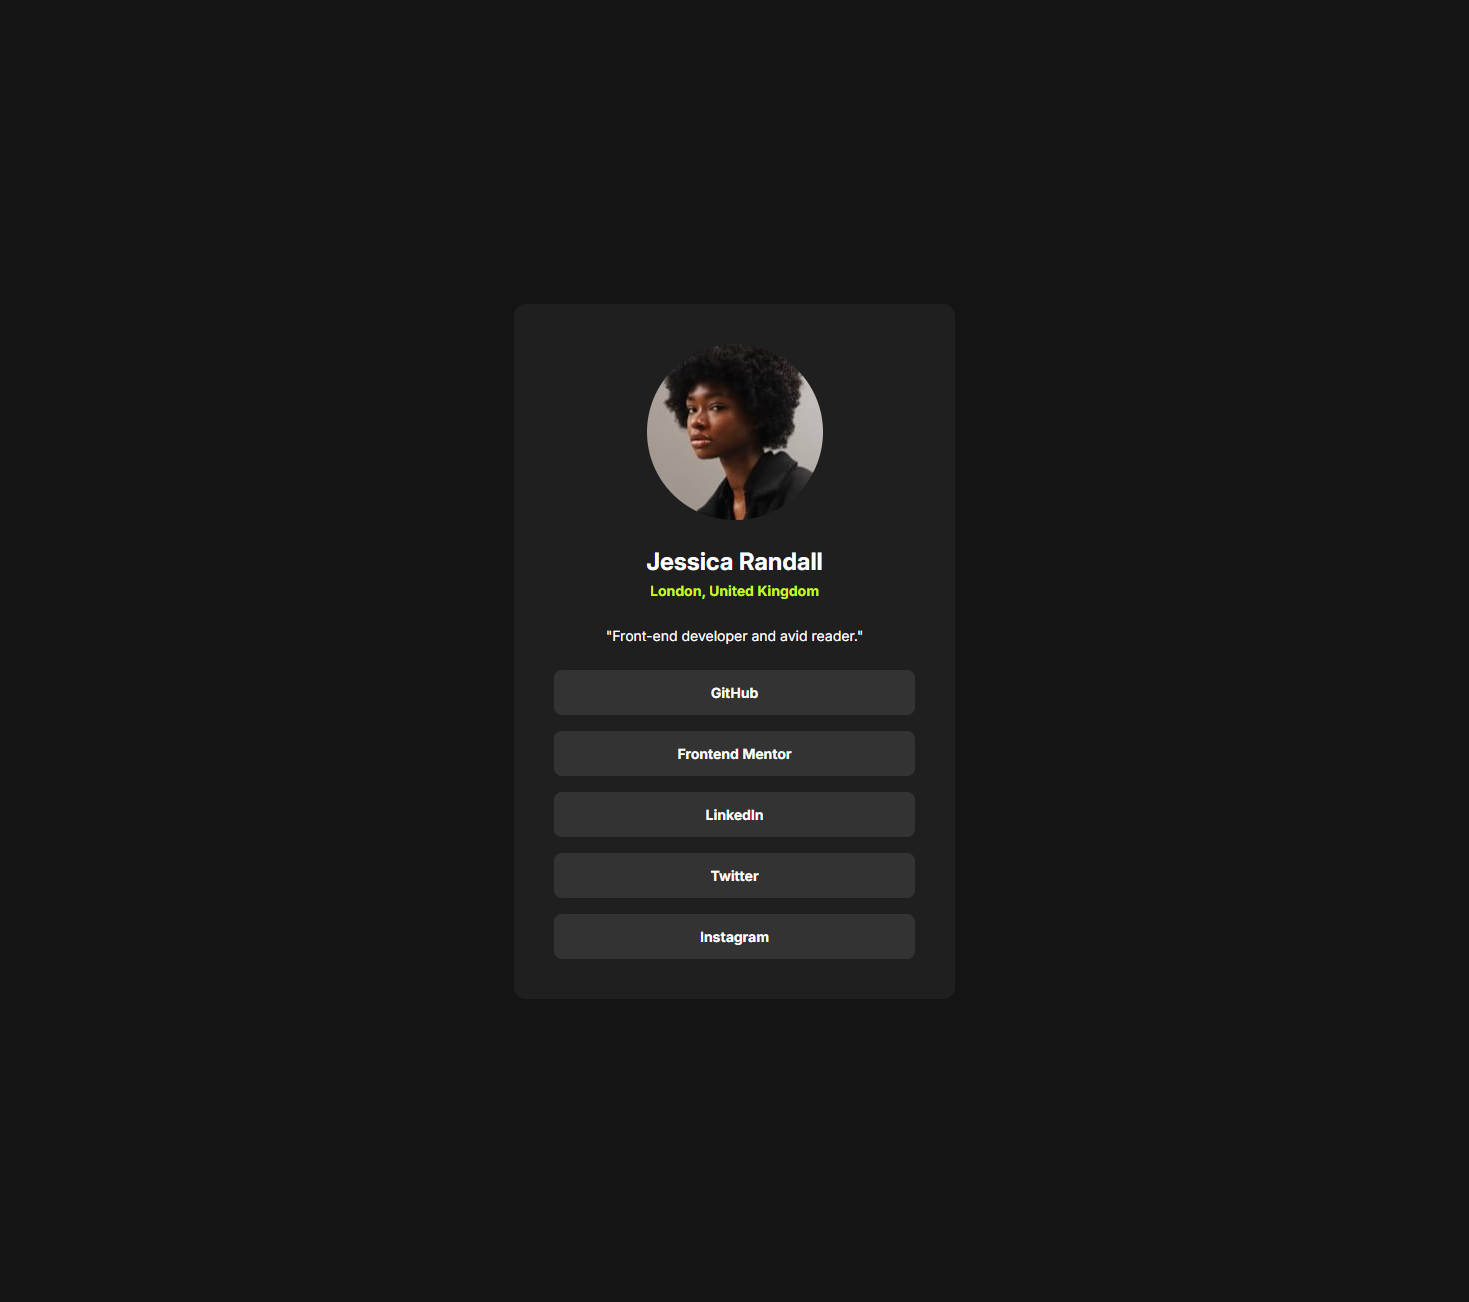 Jessica Randall
London, United Kingdom
"Front-end developer and avid reader."
GitHub
Frontend Mentor
LinkedIn
Twitter
Instagram